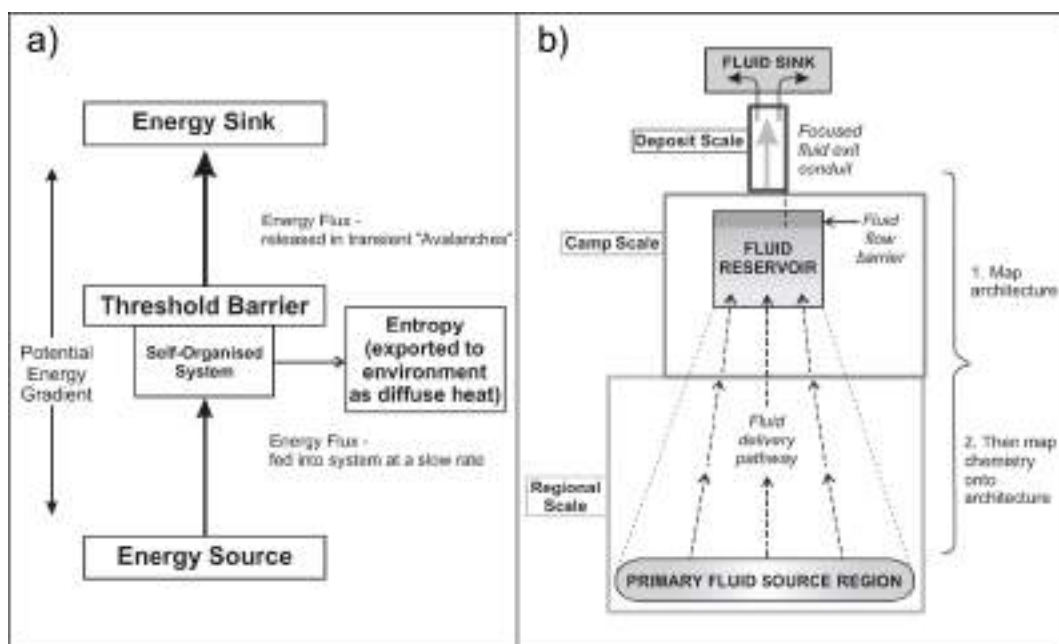 a)
Energy Sink
Energy Flux -
released in transient "Avalanches"
Threshold Barrier
Self-Organised
System
Entropy
(exported to
environment
as diffuse heat)
Potential
Energy
Gradient
Energy Flux -
fed into system at a slow rate
Energy Source
b)
FLUID SINK
Deposit Scale
Focused
fluid exit
conduit
Camp Scale
FLUID
RESERVOIR
Fluid
flow
barrier
1. Map
architecture
Fluid
delivery
pathway
2. Then map
chemistry
onto
architecture
Regional
Scale
PRIMARY FLUID SOURCE REGION